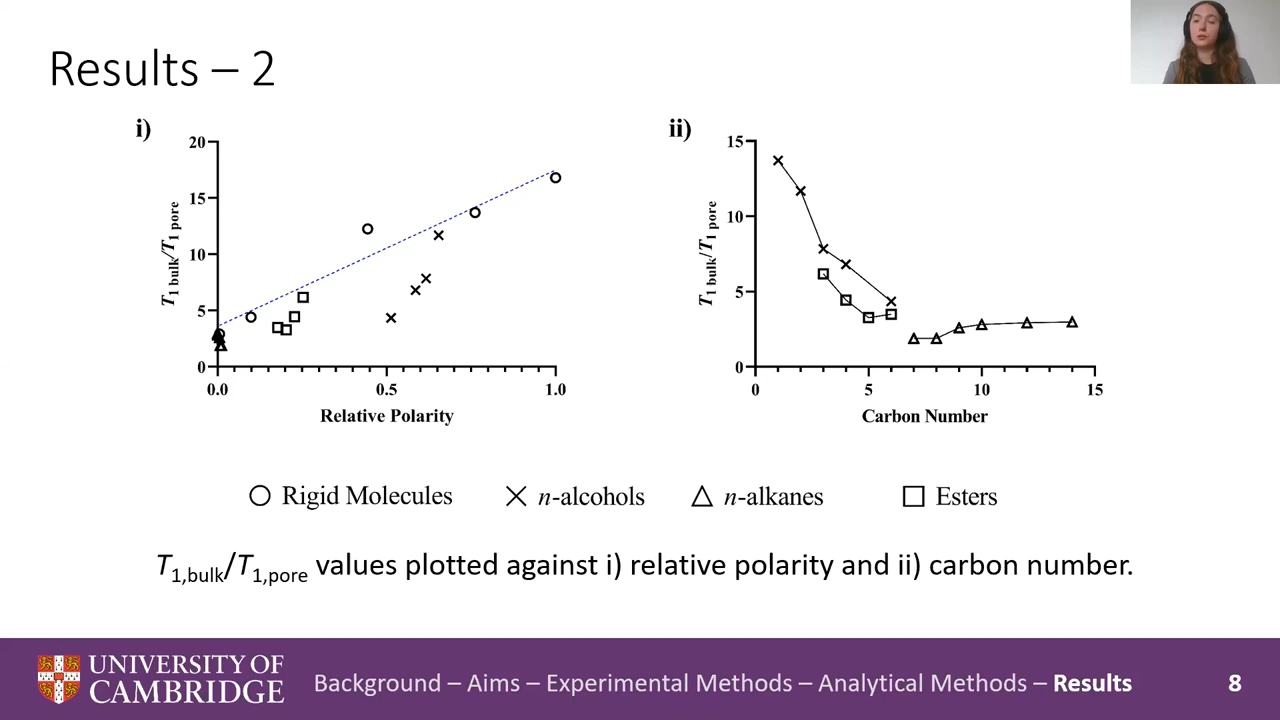 Results – 2
i)
20
15
10
5
0
T1 bulk/T1 pore
0.0
0.5
1.0
Relative Polarity
ii)
15
10
5
0
T1 bulk/T1 pore
0
5
10
15
Carbon Number
Rigid Molecules
n-alcohols
n-alkanes
Esters
T1,bulk/T1,pore values plotted against i) relative polarity and ii) carbon number.
UNIVERSITY OF
CAMBRIDGE
Background – Aims – Experimental Methods – Analytical Methods – Results
8